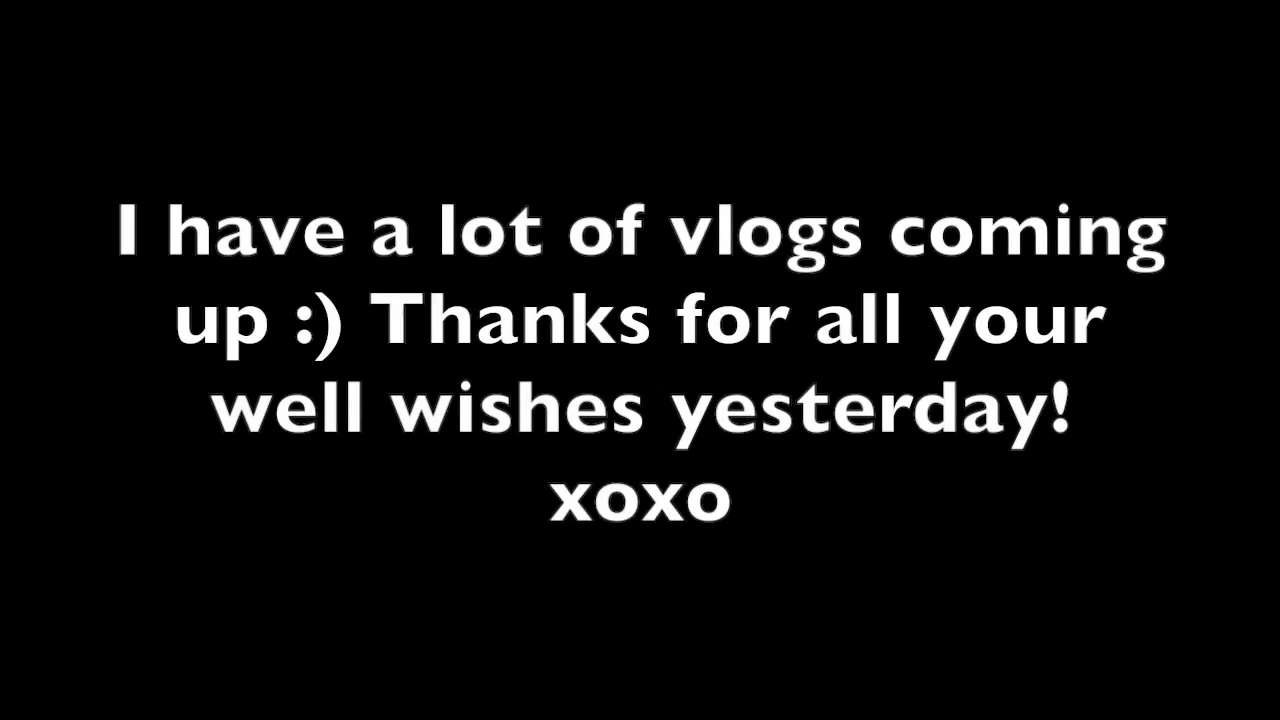 I have a lot of vlogs coming
up :) Thanks for all your
well wishes yesterday!
xoxo